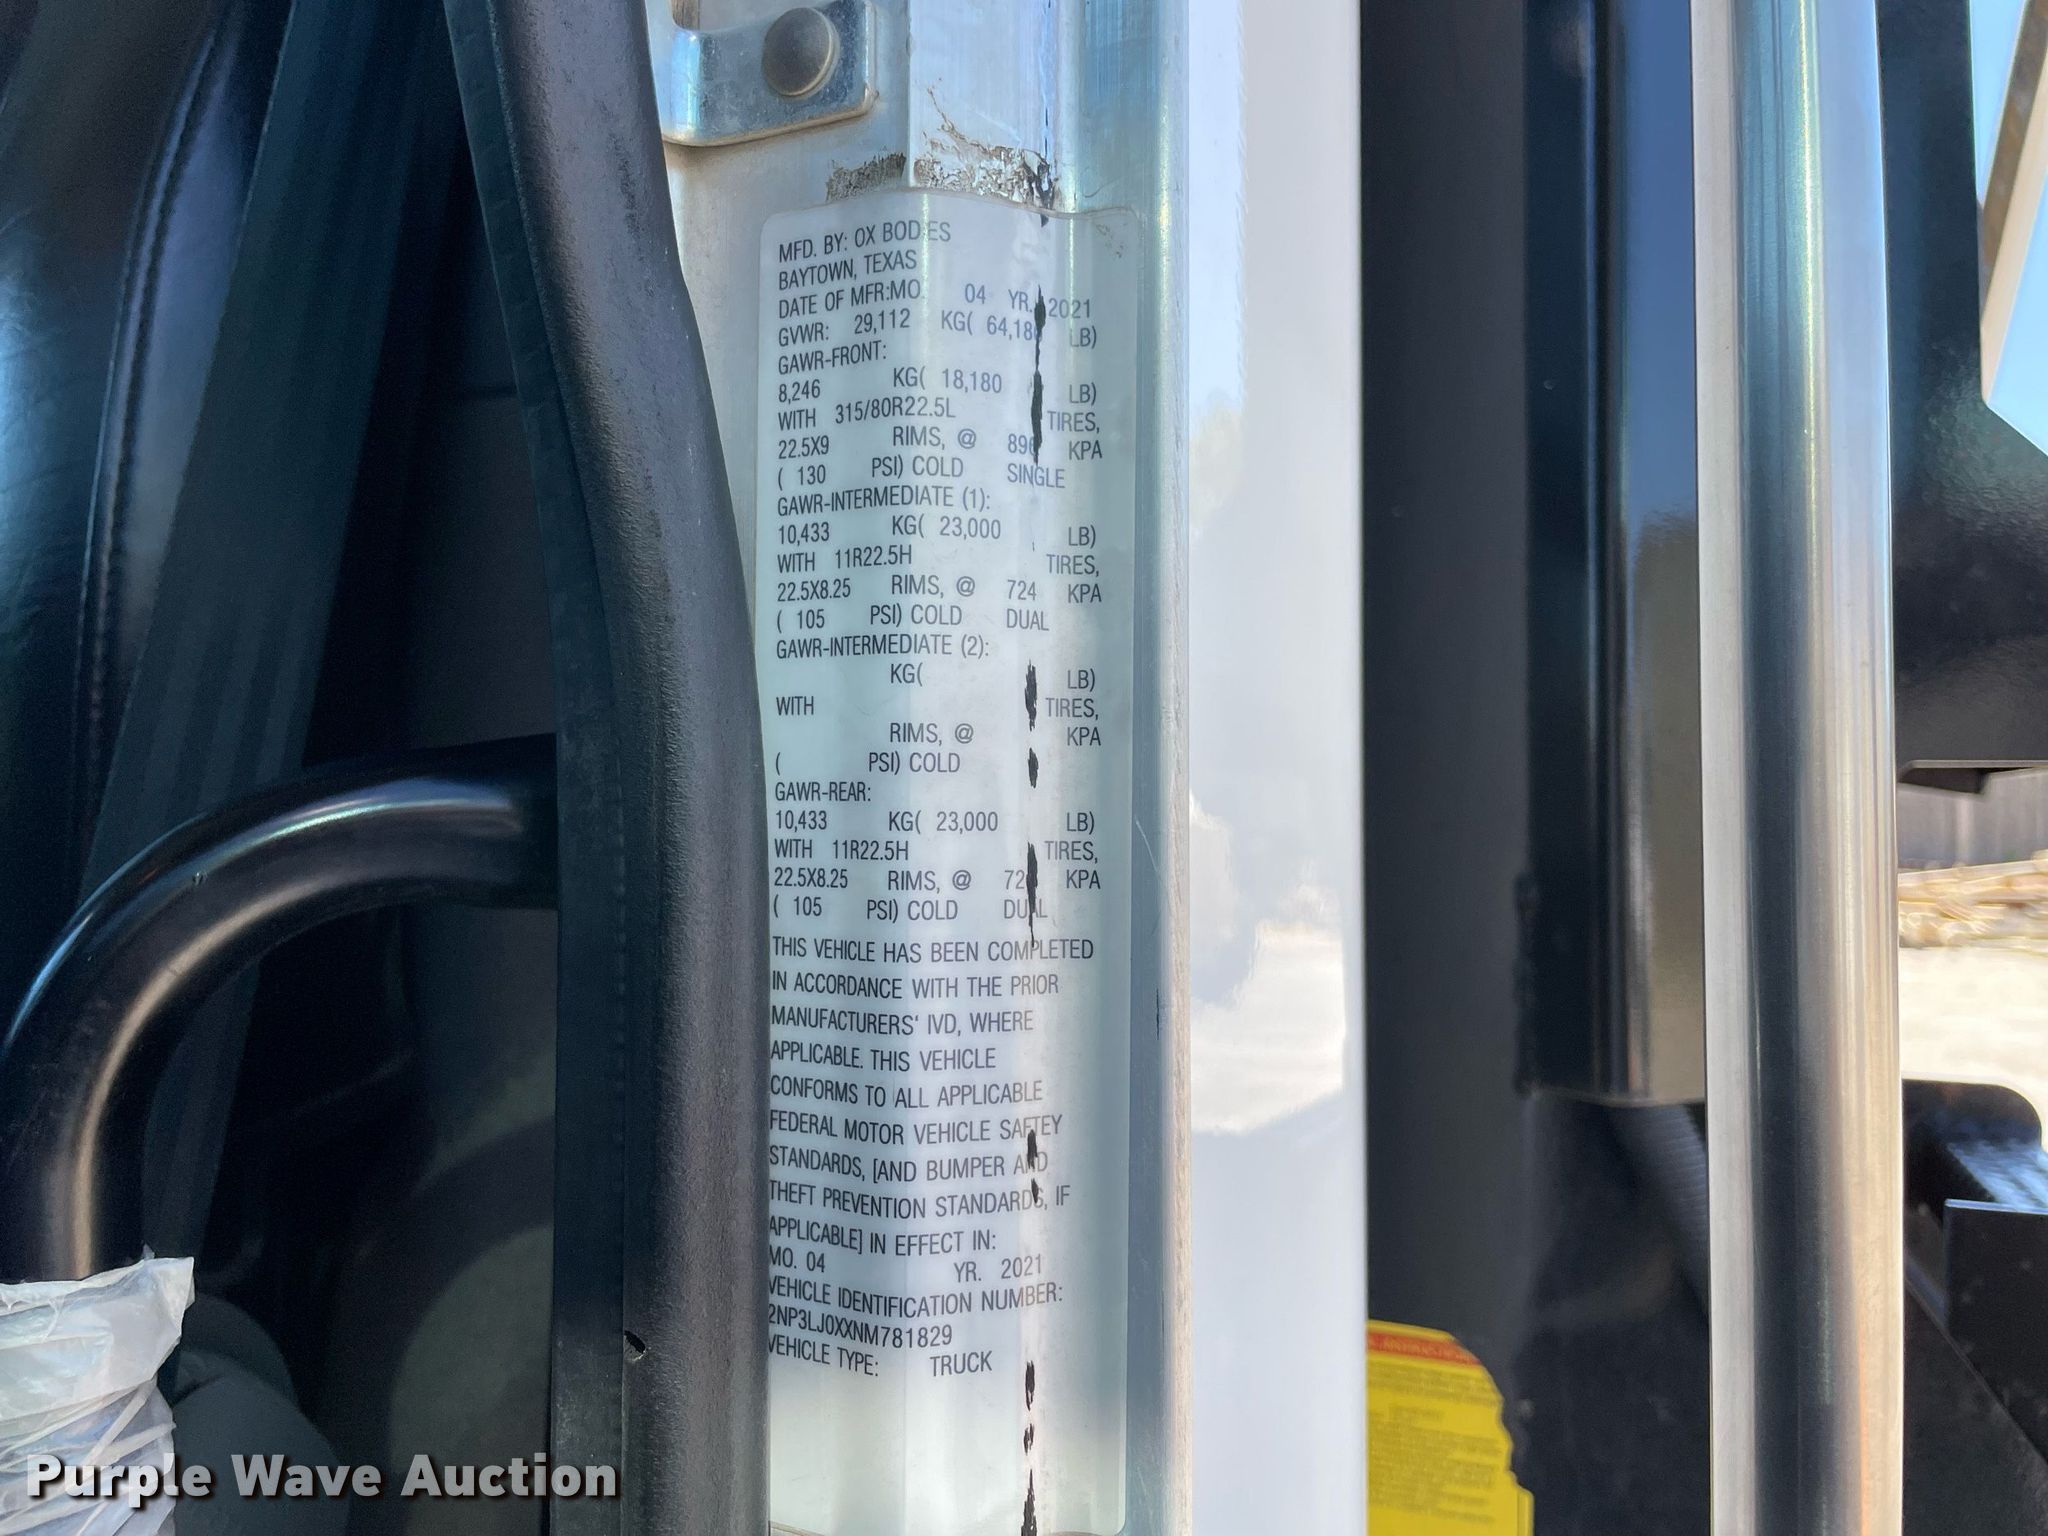 MFD. BY: OX BODIES
BAYTOWN, TEXAS
DATE OF MFR:MO. 04 YR. 2021
GVWR: 29,112 KG( 64,180 LB)
GAWR-FRONT:
8,246 KG( 18,180 LB)
WITH 315/80R22.5L TIRES,
22.5X9 RIMS, @ 896 KPA
( 130 PSI) COLD SINGLE
GAWR-INTERMEDIATE (1):
10,433 KG( 23,000 LB)
WITH 11R22.5H TIRES,
22.5X8.25 RIMS, @ 724 KPA
( 105 PSI) COLD DUAL
GAWR-INTERMEDIATE (2):
KG( LB)
WITH TIRES,
RIMS, @ KPA
( PSI) COLD
GAWR-REAR:
10,433 KG( 23,000 LB)
WITH 11R22.5H TIRES,
22.5X8.25 RIMS, @ 724 KPA
( 105 PSI) COLD DUAL
THIS VEHICLE HAS BEEN COMPLETED
IN ACCORDANCE WITH THE PRIOR
MANUFACTURERS' IVD, WHERE
APPLICABLE. THIS VEHICLE
CONFORMS TO ALL APPLICABLE
FEDERAL MOTOR VEHICLE SAFTEY
STANDARDS, [AND BUMPER AND
THEFT PREVENTION STANDARDS, IF
APPLICABLE] IN EFFECT IN:
MO. 04 YR. 2021
VEHICLE IDENTIFICATION NUMBER:
2NP3LJ0XXNM781829
VEHICLE TYPE: TRUCK
Purple Wave Auction